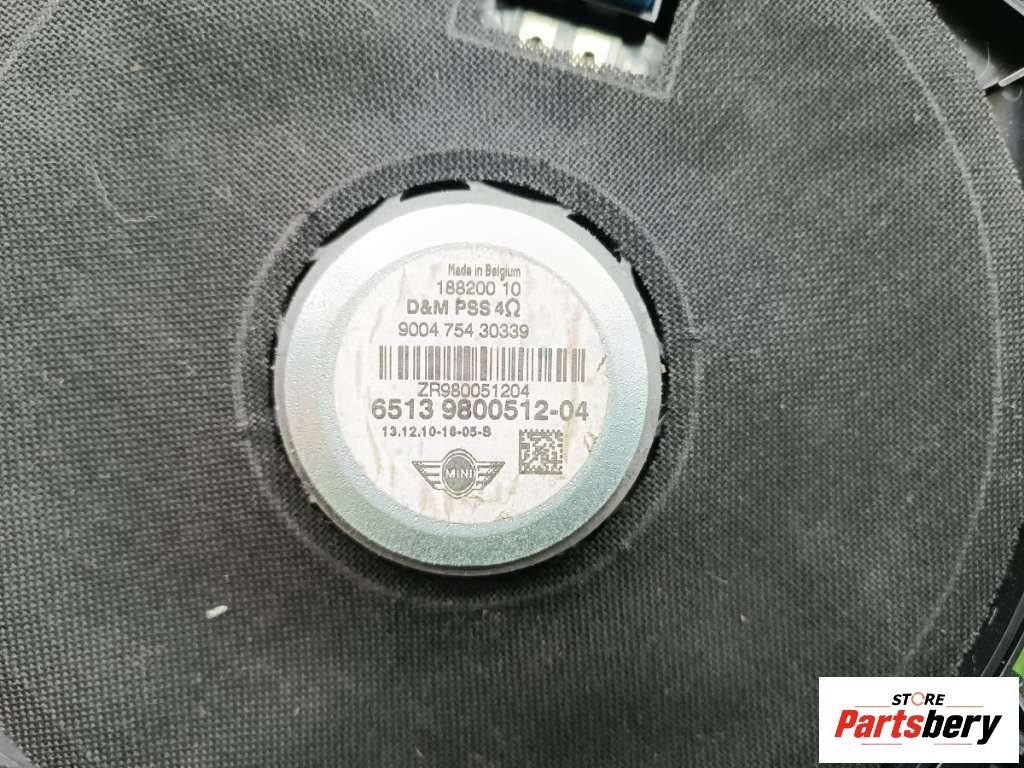 Made in Belgium
188200 10
D&M PSS 4Ω
9004 754 30339
ZR980051204
6513 9800512-04
13.12.10-16-05-S
MINI
STORE
Partsbery